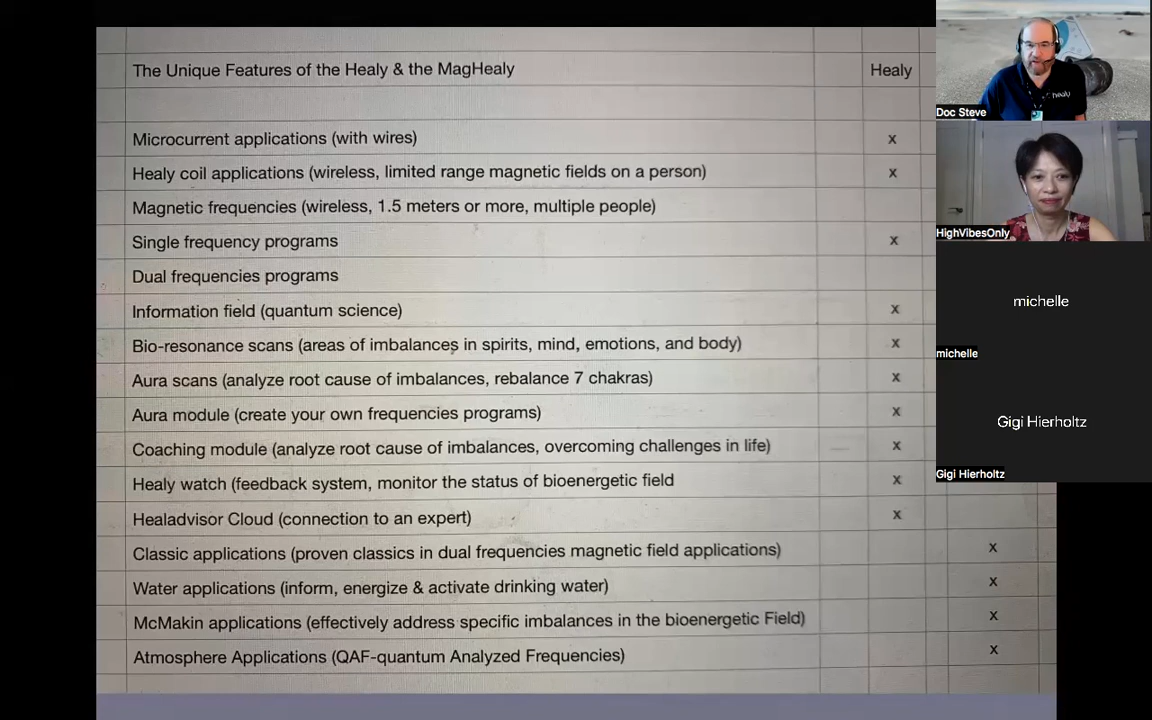 The Unique Features of the Healy & the MagHealy
Healy
Microcurrent applications (with wires)
x
Healy coil applications (wireless, limited range magnetic fields on a person)
x
Magnetic frequencies (wireless, 1.5 meters or more, multiple people)
Single frequency programs
x
Dual frequencies programs
Information field (quantum science)
x
Bio-resonance scans (areas of imbalances in spirits, mind, emotions, and body)
x
Aura scans (analyze root cause of imbalances, rebalance 7 chakras)
x
Aura module (create your own frequencies programs)
x
Coaching module (analyze root cause of imbalances, overcoming challenges in life)
x
Healy watch (feedback system, monitor the status of bioenergetic field
x
Healadvisor Cloud (connection to an expert)
x
Classic applications (proven classics in dual frequencies magnetic field applications)
x
Water applications (inform, energize & activate drinking water)
x
McMakin applications (effectively address specific imbalances in the bioenergetic Field)
x
Atmosphere Applications (QAF-quantum Analyzed Frequencies)
x
healy
Doc Steve
HighVibesOnly
michelle
michelle
Gigi Hierholtz
Gigi Hierholtz